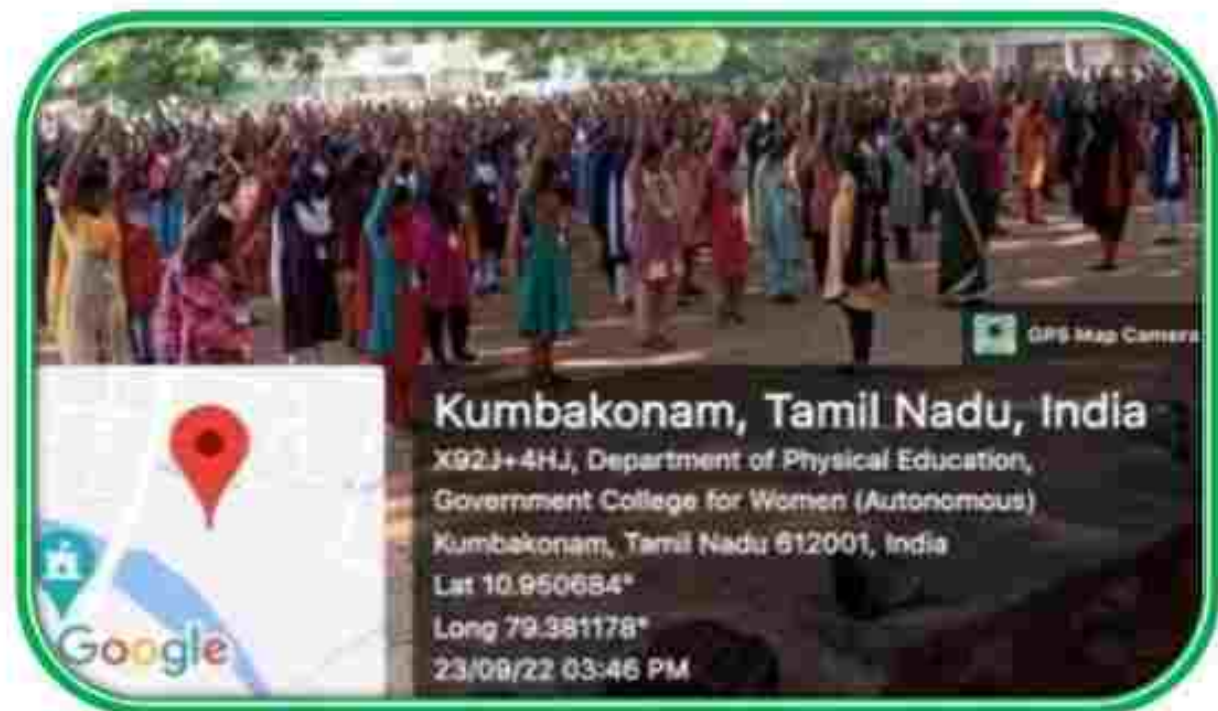 GPS Map Camera
Kumbakonam, Tamil Nadu, India
X92J+4HJ, Department of Physical Education,
Government College for Women (Autonomous)
Kumbakonam, Tamil Nadu 612001, India
Lat 10.950684°
Long 79.381178°
23/09/22 03:46 PM
Google